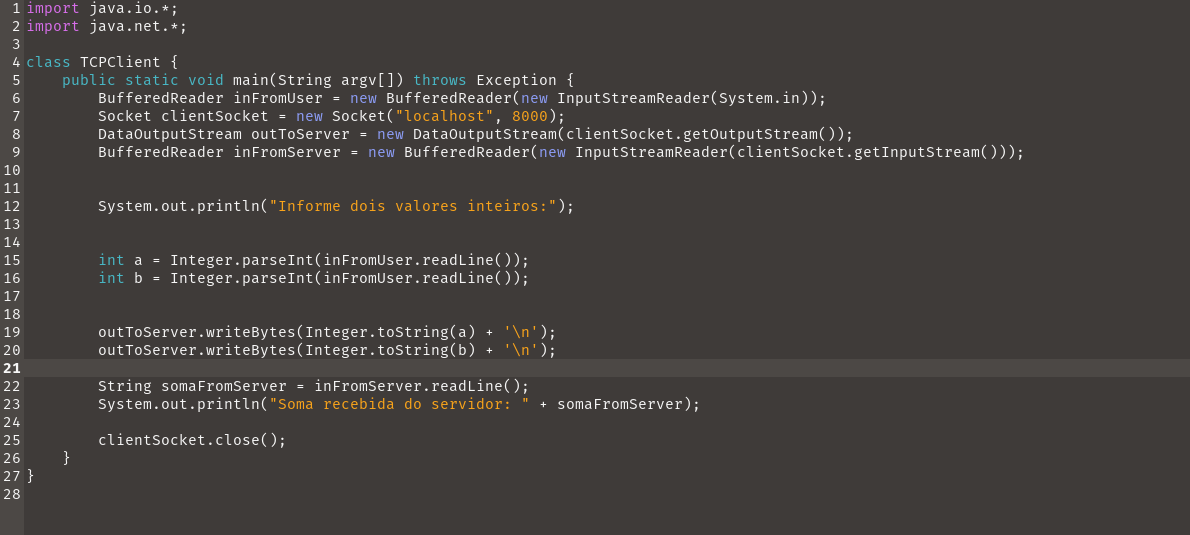 1 import java.io.*;
2 import java.net.*;
3
4 class TCPClient {
5     public static void main(String argv[]) throws Exception {
6         BufferedReader inFromUser = new BufferedReader(new InputStreamReader(System.in));
7         Socket clientSocket = new Socket("localhost", 8000);
8         DataOutputStream outToServer = new DataOutputStream(clientSocket.getOutputStream());
9         BufferedReader inFromServer = new BufferedReader(new InputStreamReader(clientSocket.getInputStream()));
10
11
12         System.out.println("Informe dois valores inteiros:");
13
14
15         int a = Integer.parseInt(inFromUser.readLine());
16         int b = Integer.parseInt(inFromUser.readLine());
17
18
19         outToServer.writeBytes(Integer.toString(a) + '\n');
20         outToServer.writeBytes(Integer.toString(b) + '\n');
21
22         String somaFromServer = inFromServer.readLine();
23         System.out.println("Soma recebida do servidor: " + somaFromServer);
24
25         clientSocket.close();
26     }
27 }
28